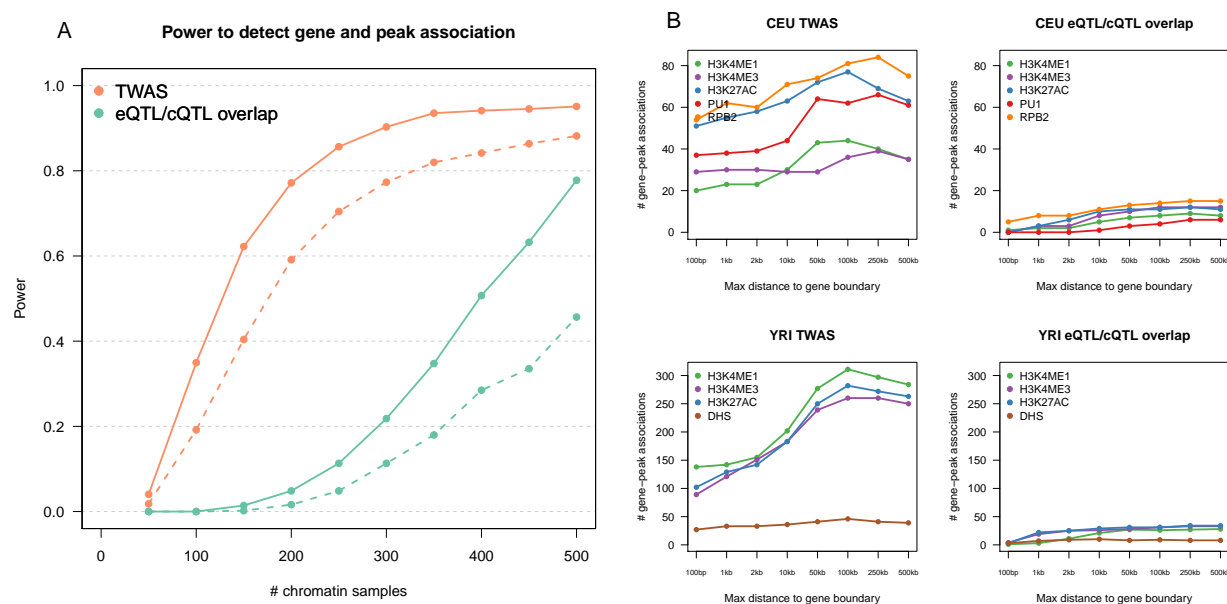 A
Power to detect gene and peak association
TWAS
eQTL/cQTL overlap
Power
1.0
0.8
0.6
0.4
0.2
0.0
0 100 200 300 400 500
# chromatin samples
B
CEU TWAS
H3K4ME1
H3K4ME3
H3K27AC
PU1
RPB2
# gene−peak associations
80
60
40
20
0
100bp 1kb 2kb 10kb 50kb 100kb 250kb 500kb
Max distance to gene boundary
CEU eQTL/cQTL overlap
H3K4ME1
H3K4ME3
H3K27AC
PU1
RPB2
# gene−peak associations
80
60
40
20
0
100bp 1kb 2kb 10kb 50kb 100kb 250kb 500kb
Max distance to gene boundary
YRI TWAS
H3K4ME1
H3K4ME3
H3K27AC
DHS
# gene−peak associations
300
250
200
150
100
50
0
100bp 1kb 2kb 10kb 50kb 100kb 250kb 500kb
Max distance to gene boundary
YRI eQTL/cQTL overlap
H3K4ME1
H3K4ME3
H3K27AC
DHS
# gene−peak associations
300
250
200
150
100
50
0
100bp 1kb 2kb 10kb 50kb 100kb 250kb 500kb
Max distance to gene boundary